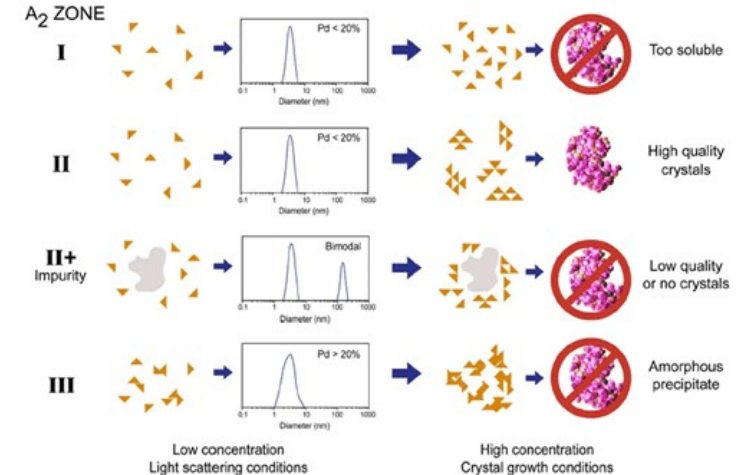 A2 ZONE
I
Pd < 20%
0.1 1 10 100 1000
Diameter (nm)
Too soluble
II
Pd < 20%
0.1 1 10 100 1000
Diameter (nm)
High quality
crystals
II+
Impurity
Bimodal
0.1 1 10 100 1000
Diameter (nm)
Low quality
or no crystals
III
Pd > 20%
0.1 1 10 100 1000
Diameter (nm)
Amorphous
precipitate
Low concentration
Light scattering conditions
High concentration
Crystal growth conditions